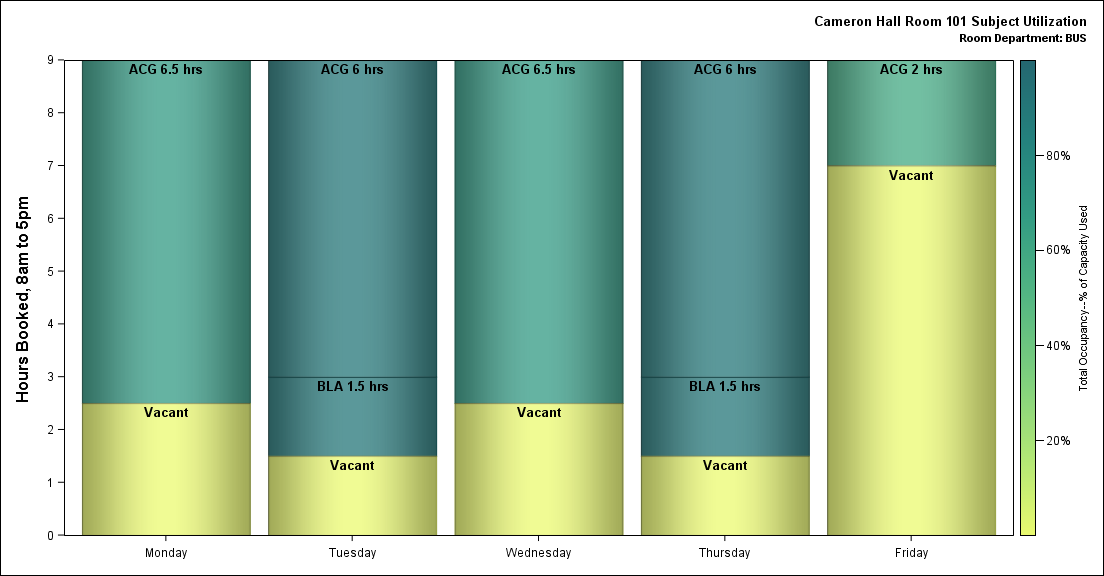 Cameron Hall Room 101 Subject Utilization
Room Department: BUS
Hours Booked, 8am to 5pm
9
8
7
6
5
4
3
2
1
0
ACG 6.5 hrs
Vacant
ACG 6 hrs
BLA 1.5 hrs
Vacant
ACG 6.5 hrs
Vacant
ACG 6 hrs
BLA 1.5 hrs
Vacant
ACG 2 hrs
Vacant
Monday
Tuesday
Wednesday
Thursday
Friday
80%
60%
40%
20%
Total Occupancy--% of Capacity Used